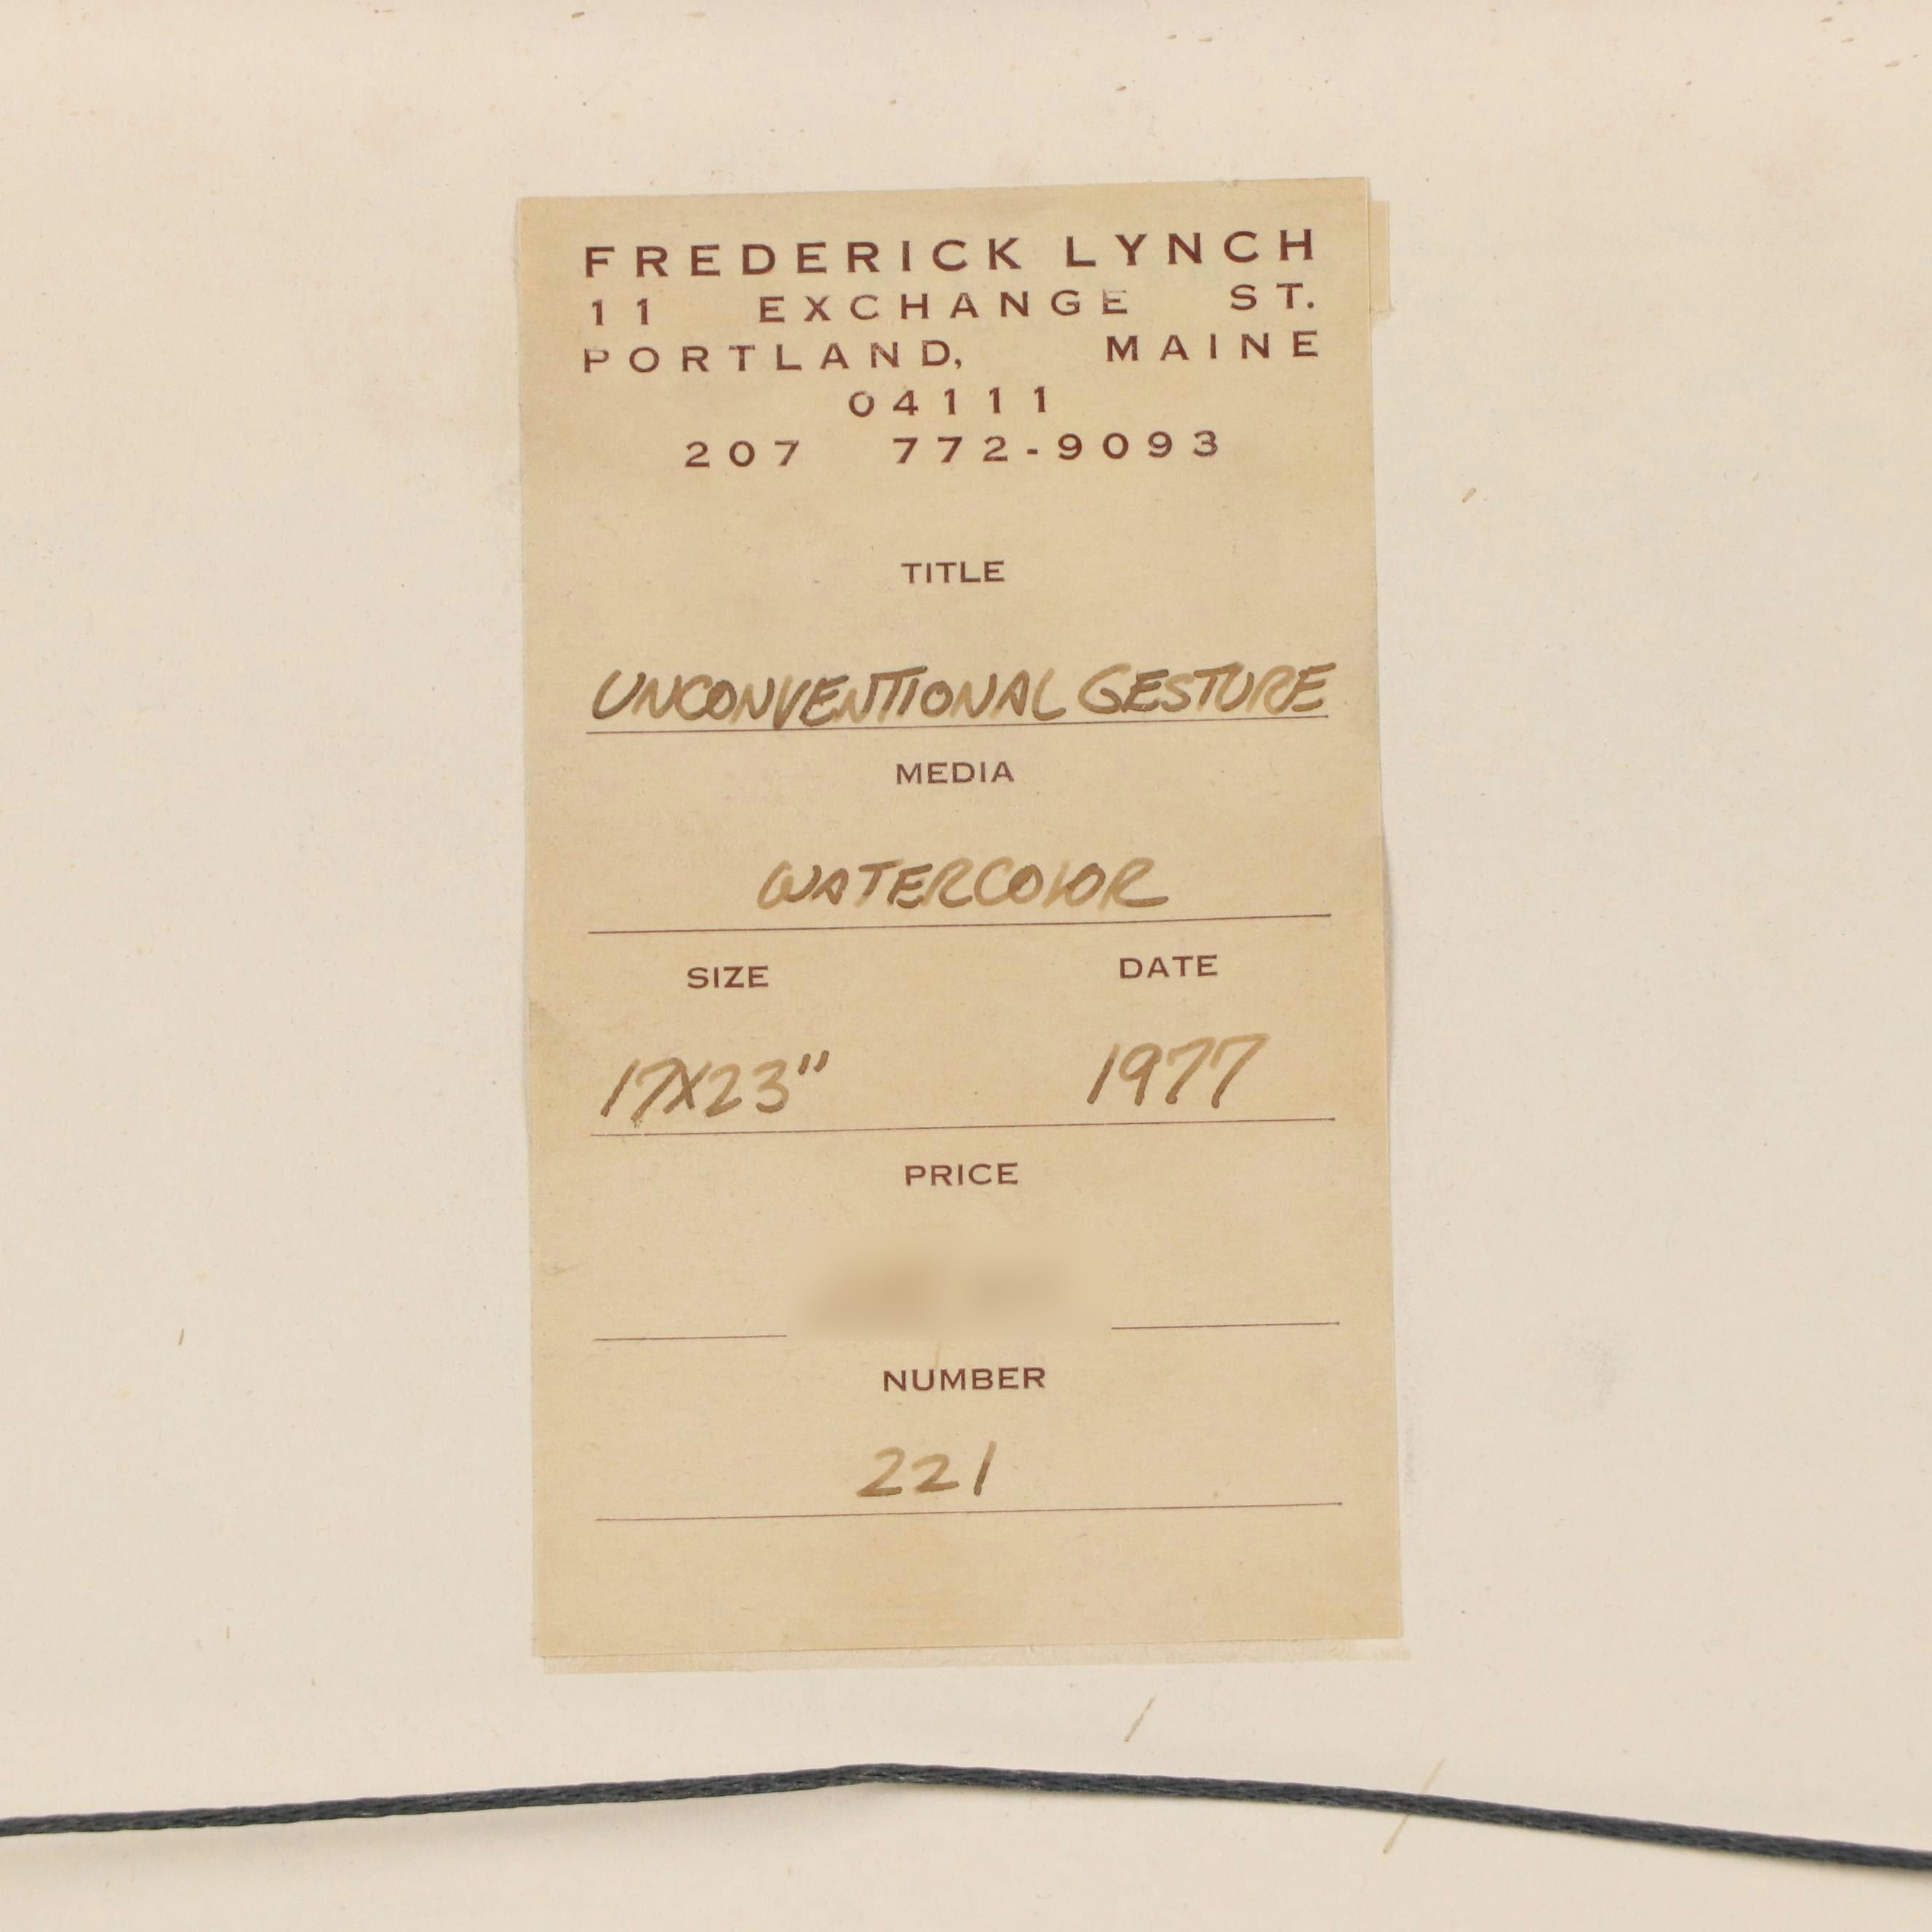 FREDERICK LYNCH
11 EXCHANGE ST.
PORTLAND, MAINE
04111
207 772-9093
TITLE
UNCONVENTIONAL GESTURE
MEDIA
WATERCOLOR
SIZE DATE
17X23" 1977
PRICE
NUMBER
221